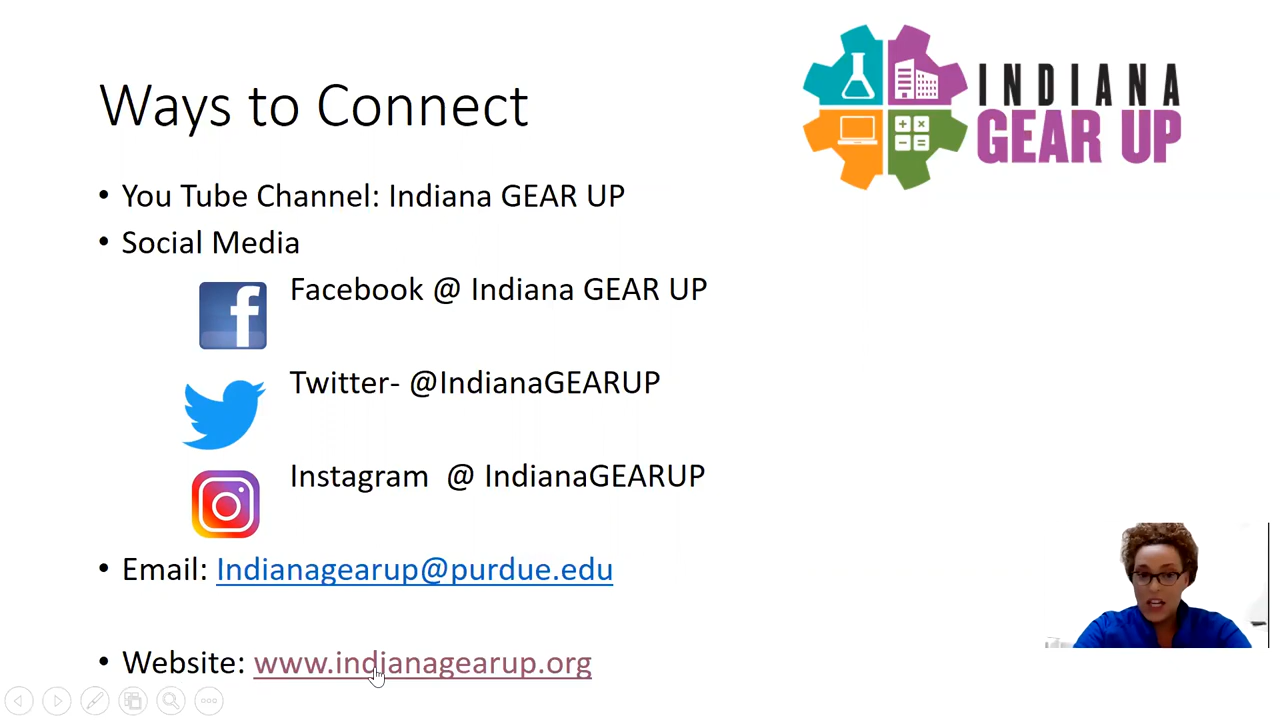 Ways to Connect
INDIANA
GEAR UP
• You Tube Channel: Indiana GEAR UP
• Social Media
Facebook @ Indiana GEAR UP
Twitter- @IndianaGEARUP
Instagram @ IndianaGEARUP
• Email: Indianagearup@purdue.edu
• Website: www.indianagearup.org